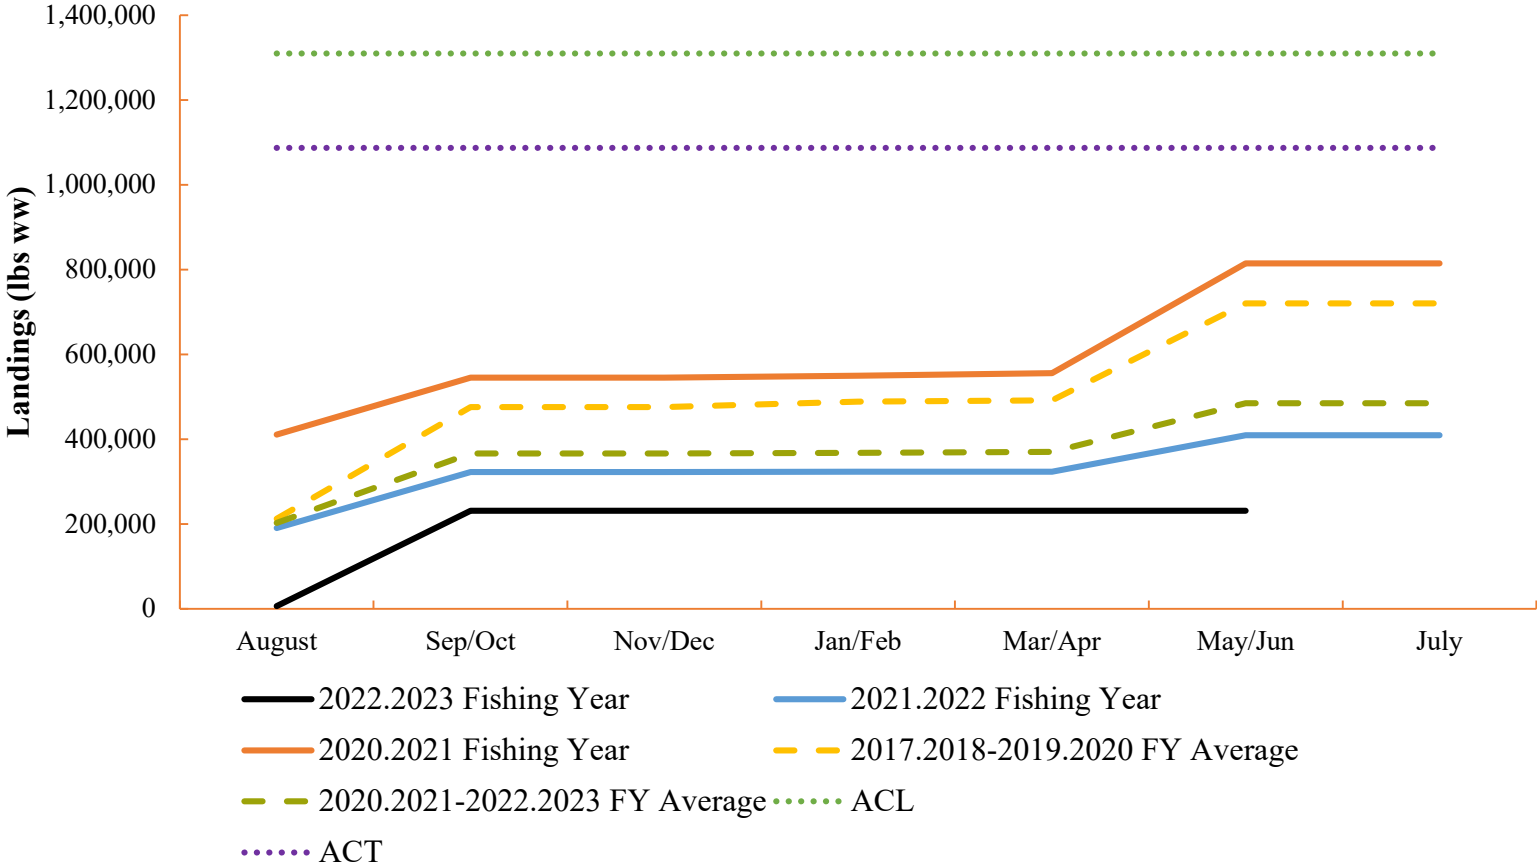 Landings (lbs ww)
1,400,000
1,200,000
1,000,000
800,000
600,000
400,000
200,000
0
August Sep/Oct Nov/Dec Jan/Feb Mar/Apr May/Jun July
2022.2023 Fishing Year 2021.2022 Fishing Year
2020.2021 Fishing Year 2017.2018-2019.2020 FY Average
2020.2021-2022.2023 FY Average ACL
ACT